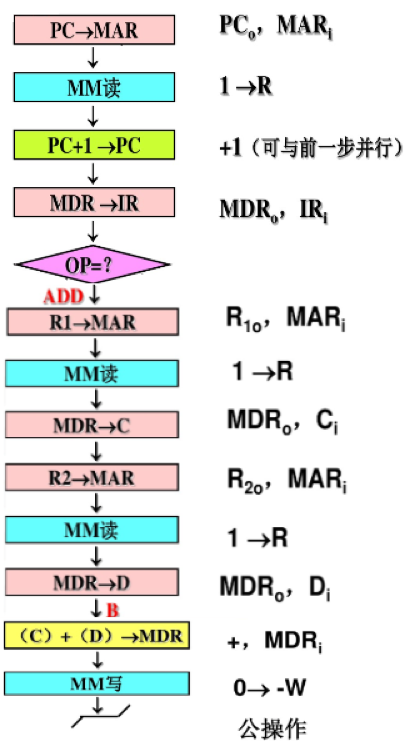 PC→MAR PCₒ，MARᵢ
MM读 1→R
PC+1→PC +1（可与前一步并行）
MDR→IR MDRₒ，IRᵢ
OP=？
ADD
R1→MAR R₁ₒ，MARᵢ
MM读 1→R
MDR→C MDRₒ，Cᵢ
R2→MAR R₂ₒ，MARᵢ
MM读 1→R
MDR→D MDRₒ，Dᵢ
B
（C）+（D）→MDR +，MDRᵢ
MM写 0→-W
公操作